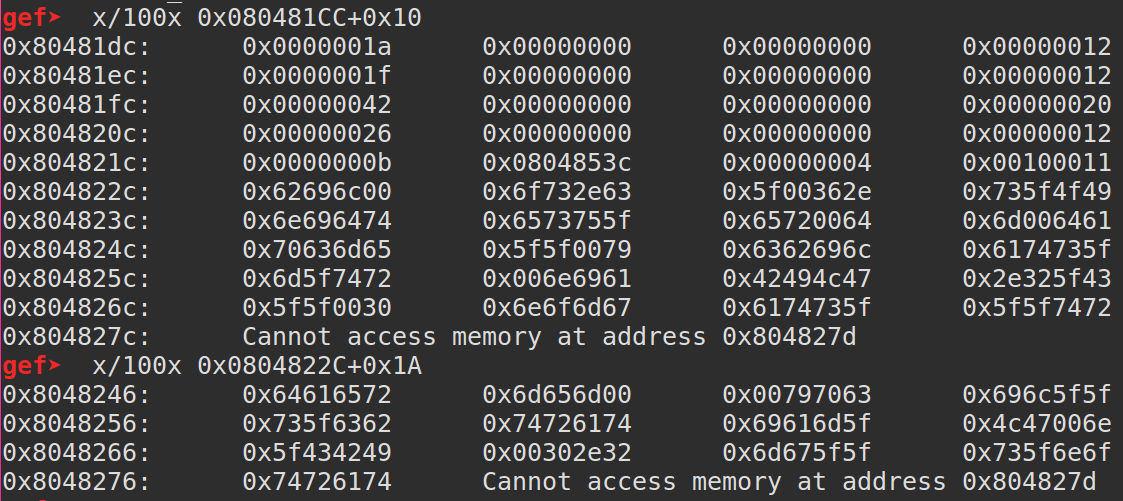 gef➤  x/100x 0x080481CC+0x10
0x80481dc:	0x0000001a	0x00000000	0x00000000	0x00000012
0x80481ec:	0x0000001f	0x00000000	0x00000000	0x00000012
0x80481fc:	0x00000042	0x00000000	0x00000000	0x00000020
0x804820c:	0x00000026	0x00000000	0x00000000	0x00000012
0x804821c:	0x0000000b	0x0804853c	0x00000004	0x00100011
0x804822c:	0x62696c00	0x6f732e63	0x5f00362e	0x735f4f49
0x804823c:	0x6e696474	0x6573755f	0x65720064	0x6d006461
0x804824c:	0x70636d65	0x5f5f0079	0x6362696c	0x6174735f
0x804825c:	0x6d5f7472	0x006e6961	0x42494c47	0x2e325f43
0x804826c:	0x5f5f0030	0x6e6f6d67	0x6174735f	0x5f5f7472
0x804827c:	Cannot access memory at address 0x804827d
gef➤  x/100x 0x0804822C+0x1A
0x8048246:	0x64616572	0x6d656d00	0x00797063	0x696c5f5f
0x8048256:	0x735f6362	0x74726174	0x69616d5f	0x4c47006e
0x8048266:	0x5f434249	0x00302e32	0x6d675f5f	0x735f6e6f
0x8048276:	0x74726174	Cannot access memory at address 0x804827d